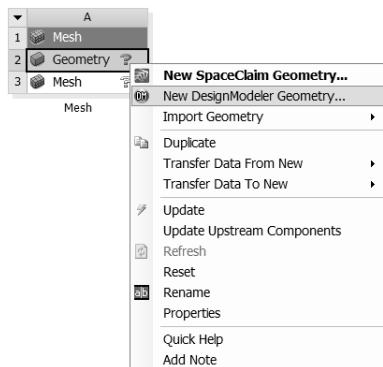 A
1 Mesh
2 Geometry ?
3 Mesh ?
Mesh
New SpaceClaim Geometry...
DM New DesignModeler Geometry...
Import Geometry
Duplicate
Transfer Data From New
Transfer Data To New
Update
Update Upstream Components
Refresh
Reset
a|b Rename
Properties
Quick Help
Add Note